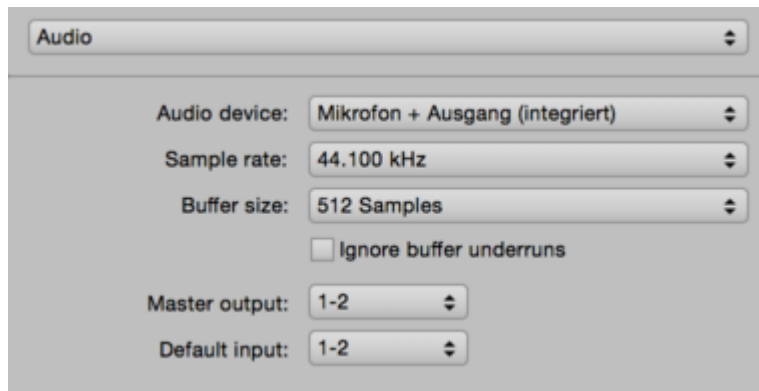 Audio
Audio device: Mikrofon + Ausgang (integriert)
Sample rate: 44.100 kHz
Buffer size: 512 Samples
Ignore buffer underruns
Master output: 1-2
Default input: 1-2